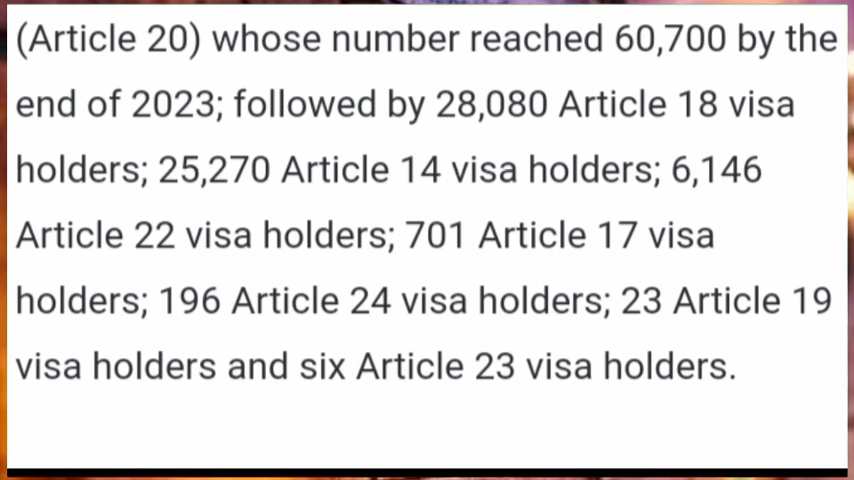 (Article 20) whose number reached 60,700 by the
end of 2023; followed by 28,080 Article 18 visa
holders; 25,270 Article 14 visa holders; 6,146
Article 22 visa holders; 701 Article 17 visa
holders; 196 Article 24 visa holders; 23 Article 19
visa holders and six Article 23 visa holders.